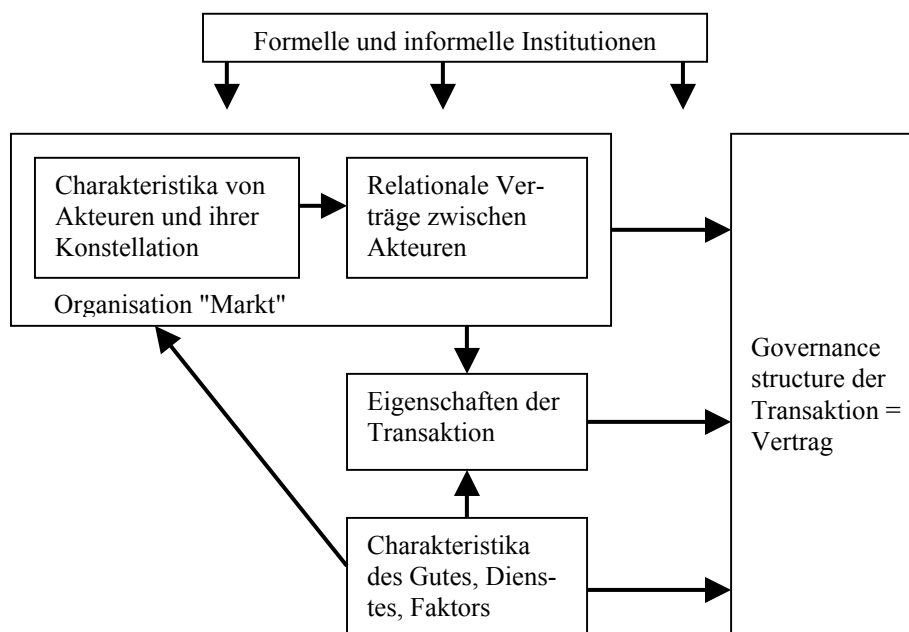 Formelle und informelle Institutionen
Charakteristika von
Akteuren und ihrer
Konstellation
Relationale Ver-
träge zwischen
Akteuren
Organisation "Markt"
Eigenschaften der
Transaktion
Charakteristika
des Gutes, Diens-
tes, Faktors
Governance
structure der
Transaktion =
Vertrag